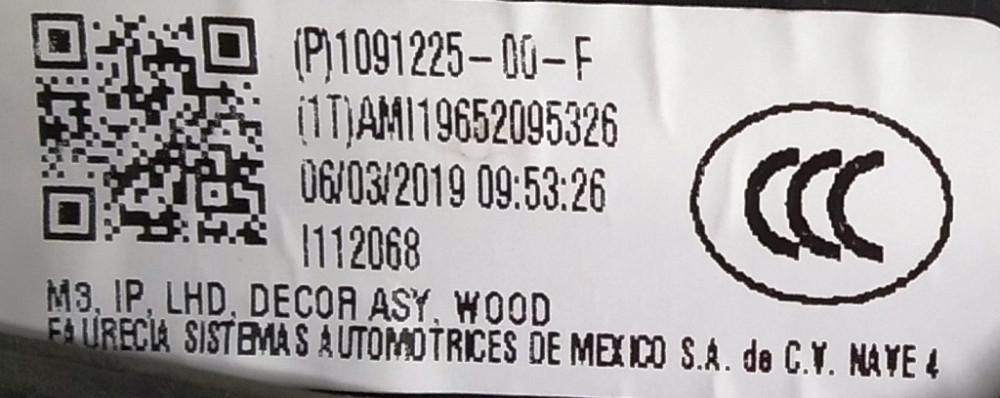 (P)1091225-00-F
(1T)AMI19652095326
06/03/2019 09:53:26
I112068
CCC
M3, IP, LHD, DECOR ASY, WOOD
FAURECIA SISTEMAS AUTOMOTRICES DE MEXICO S.A. de C.V. NAVE 4